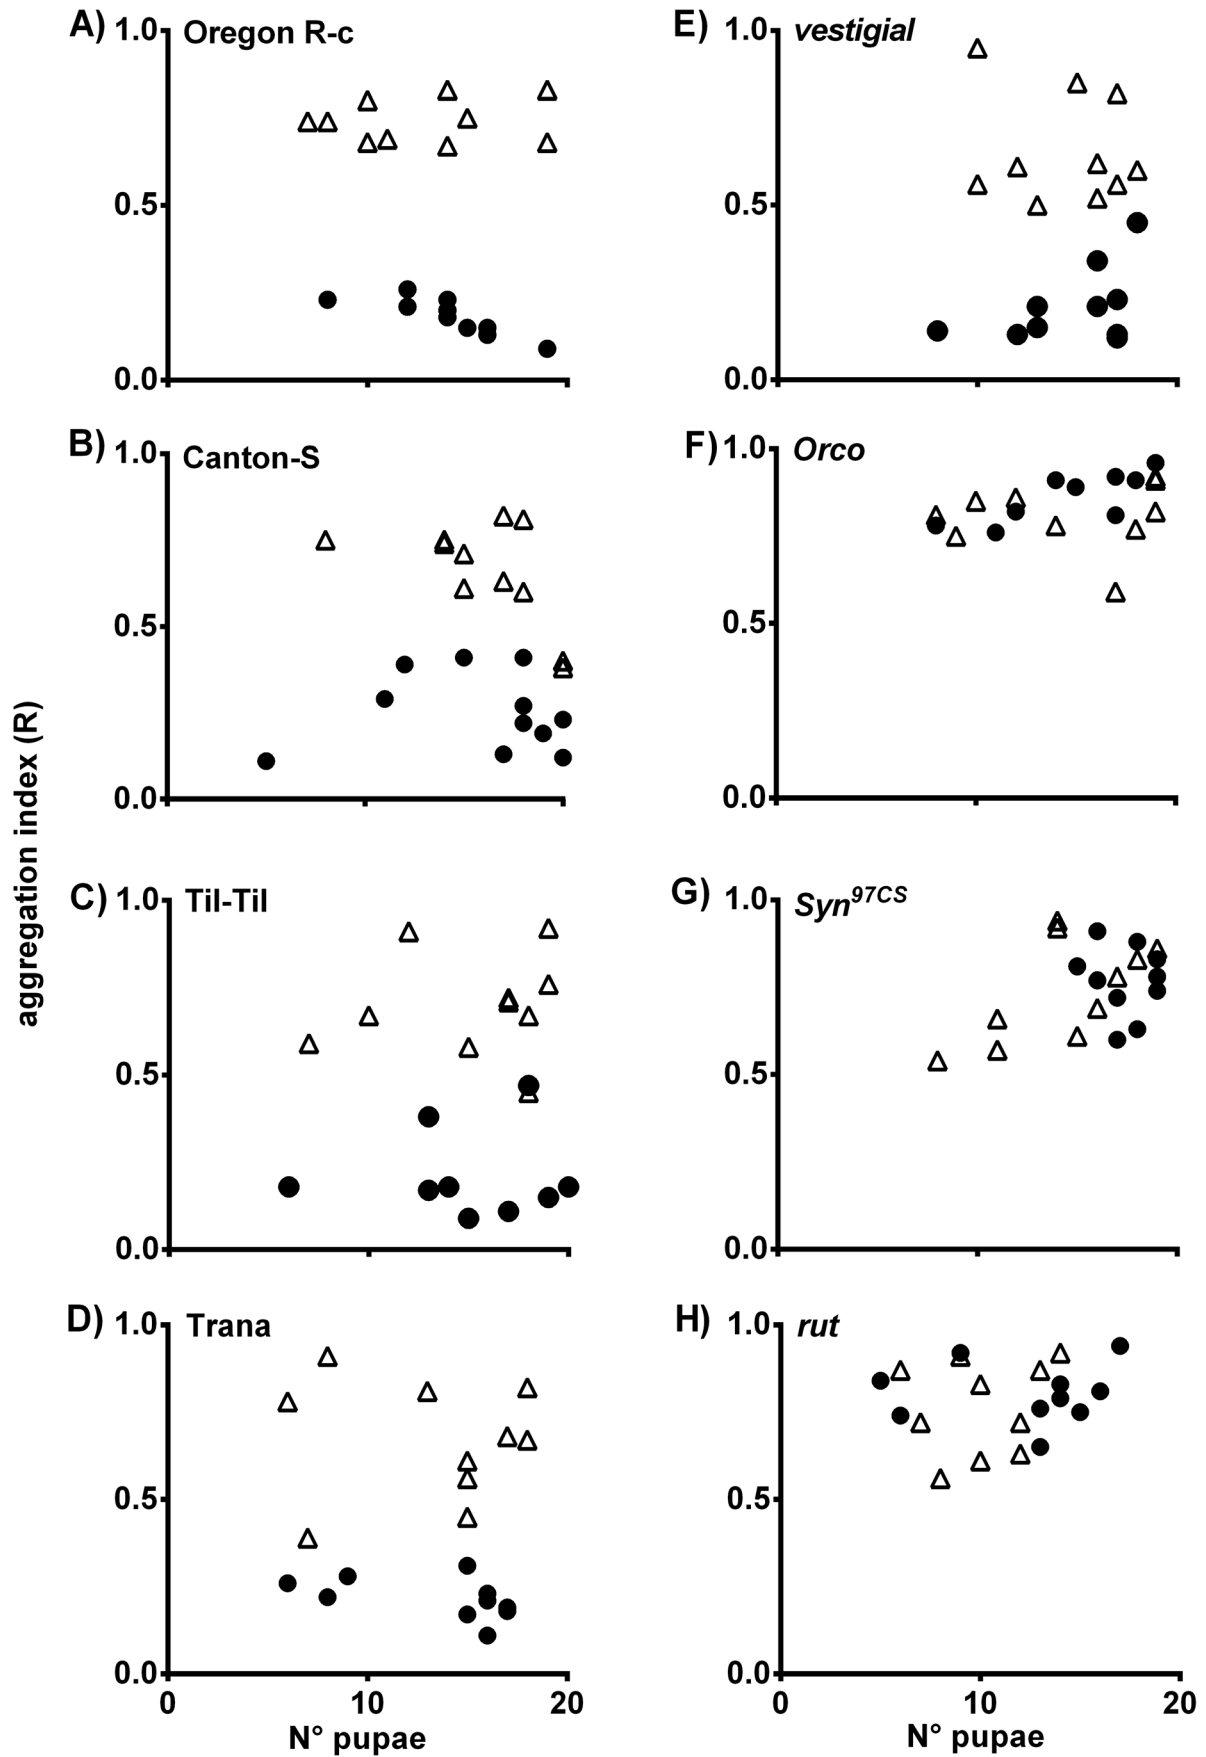 A) 1.0 Oregon R-c
0.5
0.0
B) 1.0 Canton-S
0.5
0.0
aggregation index (R)
C) 1.0 Til-Til
0.5
0.0
D) 1.0 Trana
0.5
0.0
0 10 20
N° pupae
E) 1.0 vestigial
0.5
0.0
F) 1.0 Orco
0.5
0.0
G) 1.0 Syn97CS
0.5
0.0
H) 1.0 rut
0.5
0.0
0 10 20
N° pupae